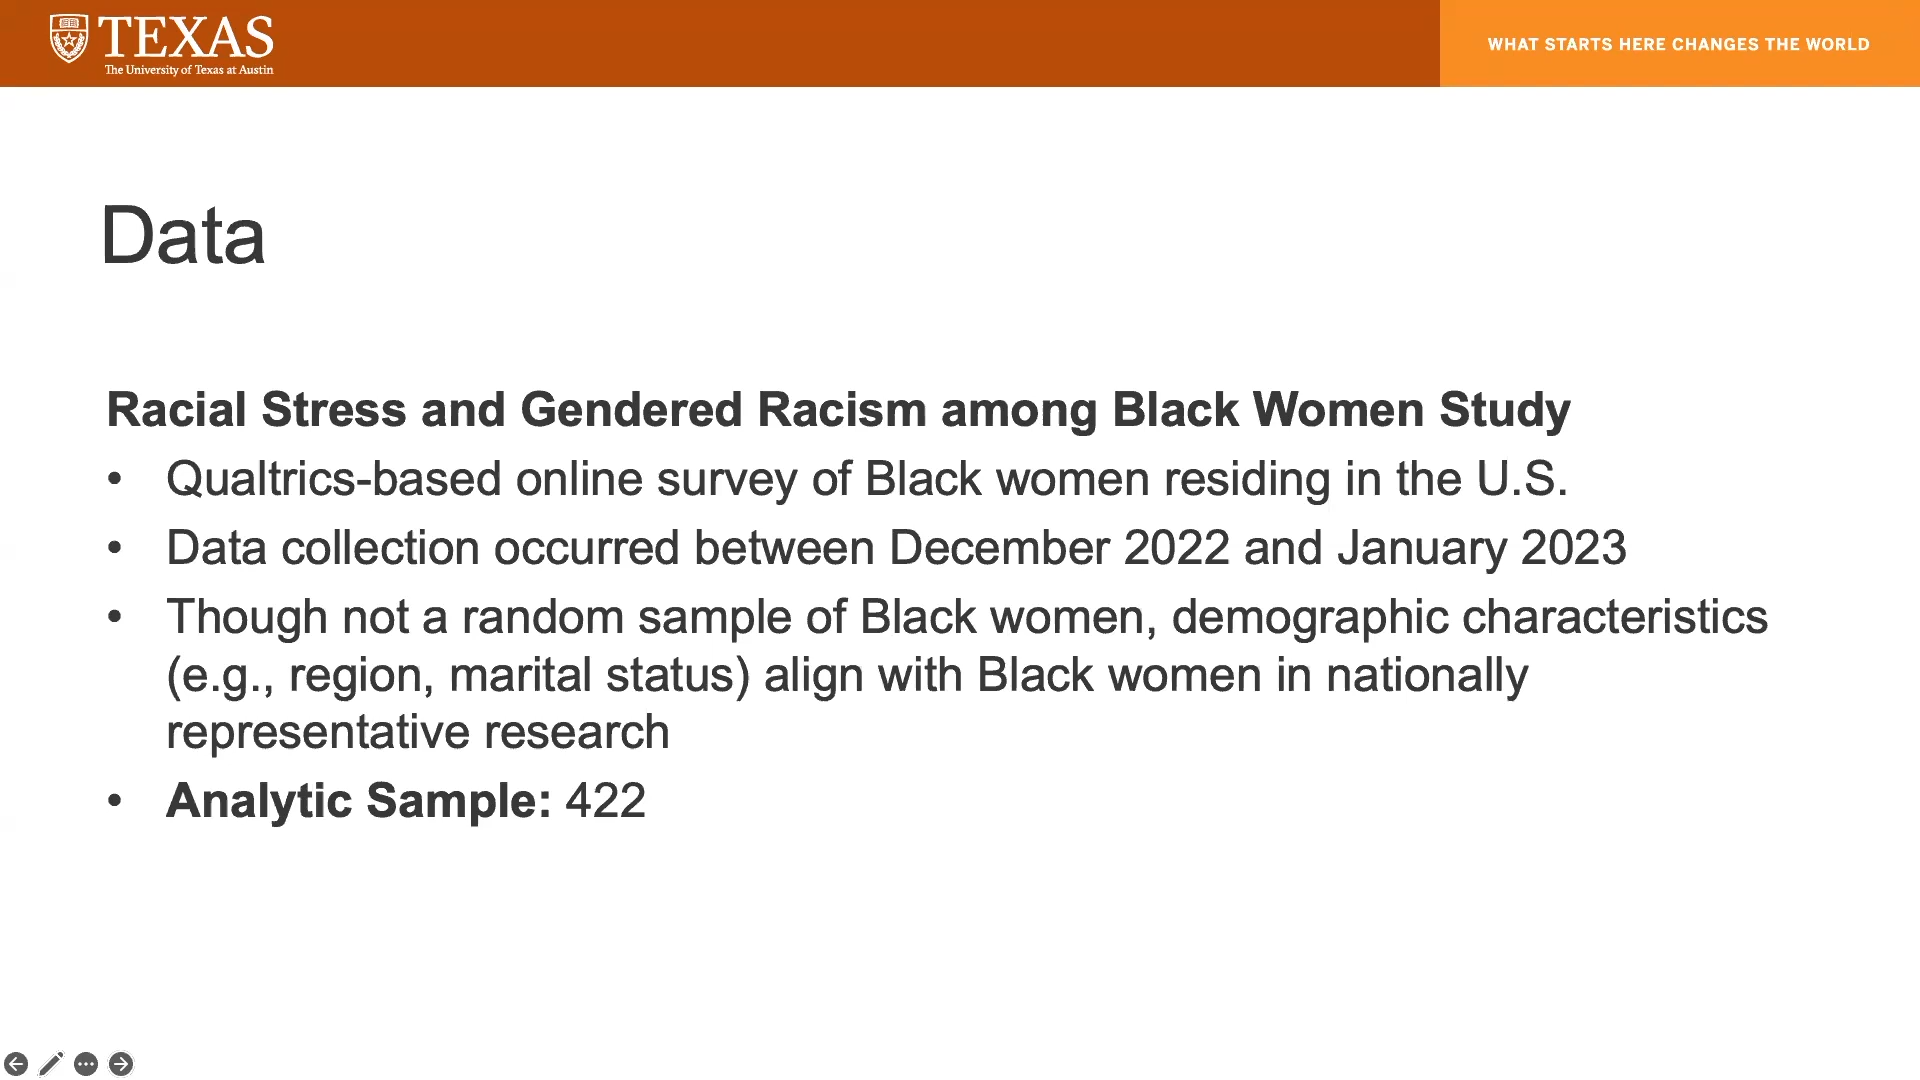 TEXAS
The University of Texas at Austin
WHAT STARTS HERE CHANGES THE WORLD
Data
Racial Stress and Gendered Racism among Black Women Study
• Qualtrics-based online survey of Black women residing in the U.S.
• Data collection occurred between December 2022 and January 2023
• Though not a random sample of Black women, demographic characteristics
(e.g., region, marital status) align with Black women in nationally
representative research
• Analytic Sample: 422